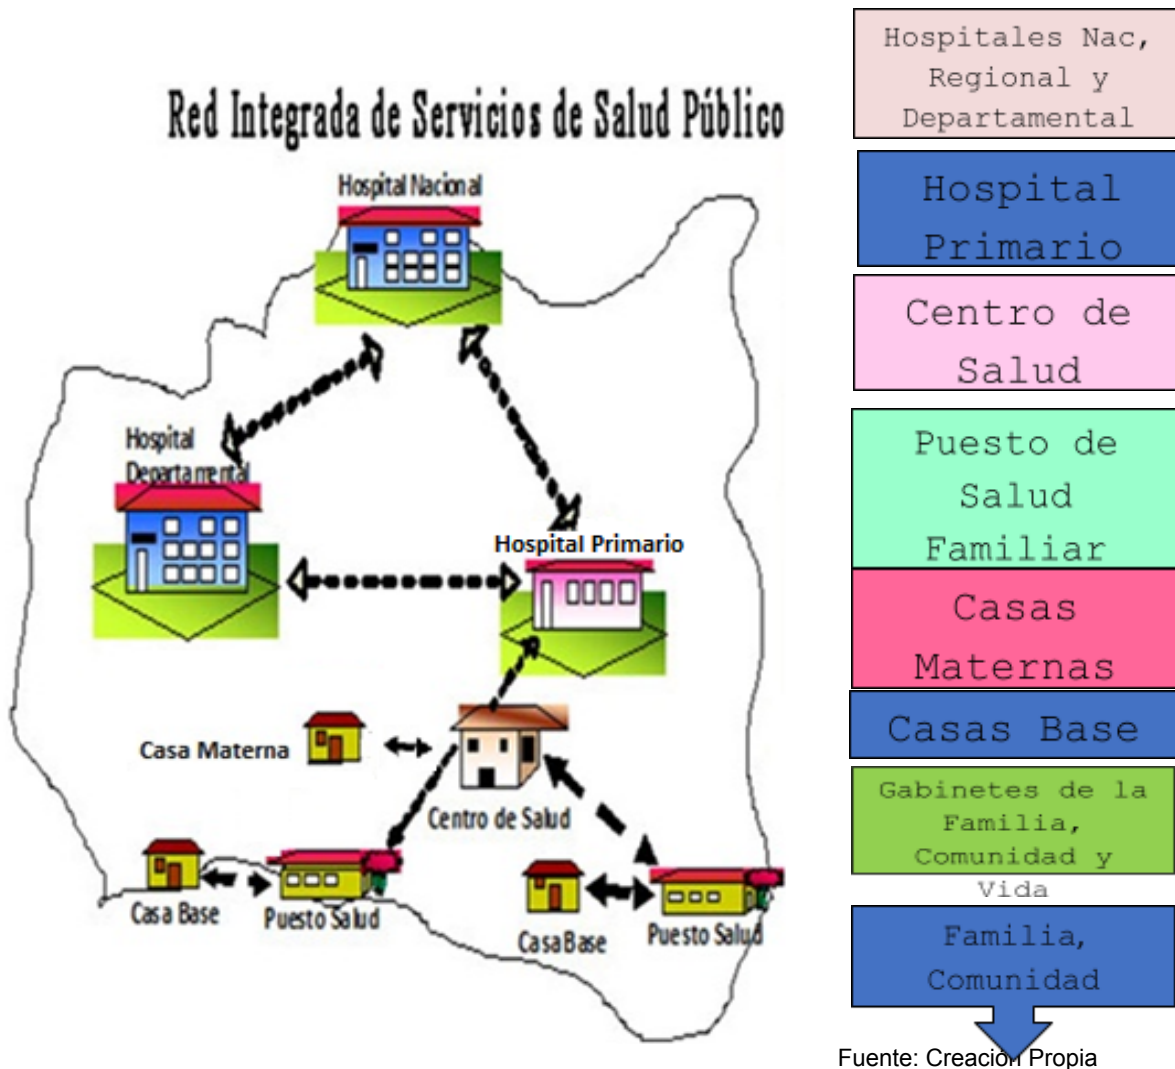 Red Integrada de Servicios de Salud Público
Hospital Nacional
Hospital
Departamental
Hospital Primario
Casa Materna
Centro de Salud
Casa Base
Puesto Salud
Casa Base
Puesto Salud
Hospitales Nac,
Regional y
Departamental
Hospital
Primario
Centro de
Salud
Puesto de
Salud
Familiar
Casas
Maternas
Casas Base
Gabinetes de la
Familia,
Comunidad y
Vida
Familia,
Comunidad
Fuente: Creación Propia